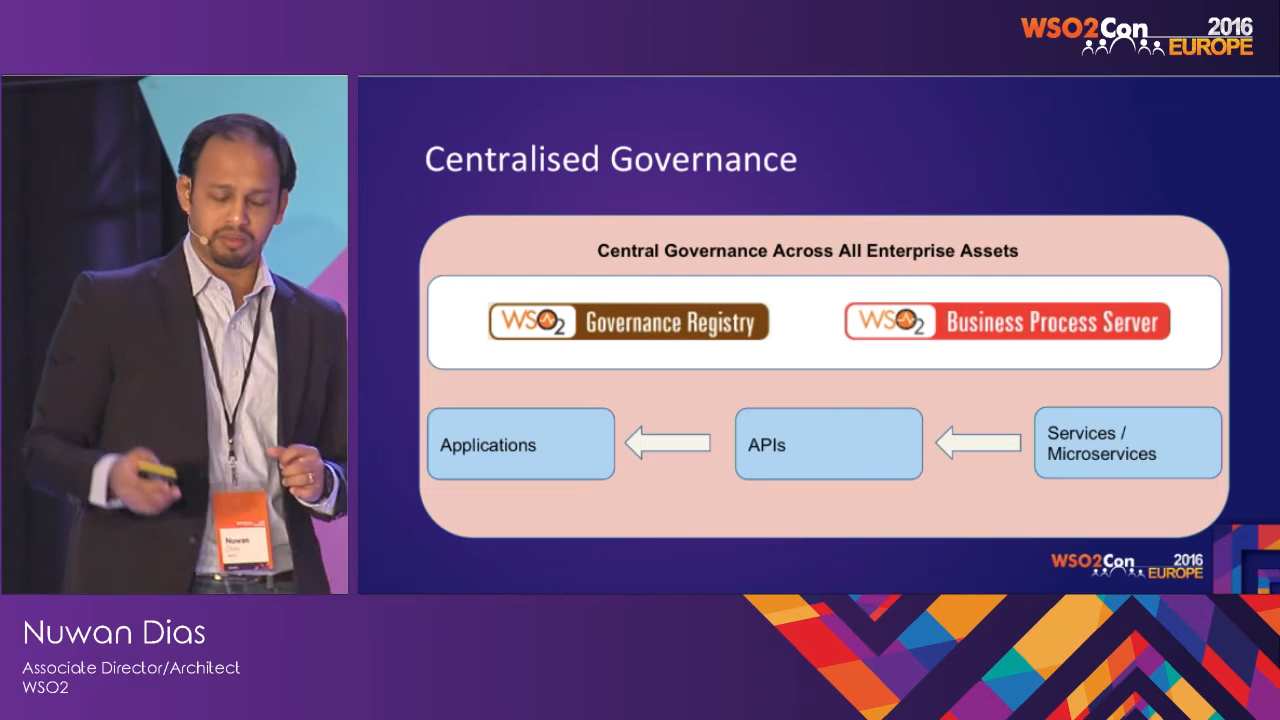 WSO2Con 2016
EUROPE
Centralised Governance
Central Governance Across All Enterprise Assets
WSO2 Governance Registry
WSO2 Business Process Server
Applications
APIs
Services /
Microservices
WSO2Con 2016
EUROPE
Nuwan
Dias
Nuwan Dias
Associate Director/Architect
WSO2